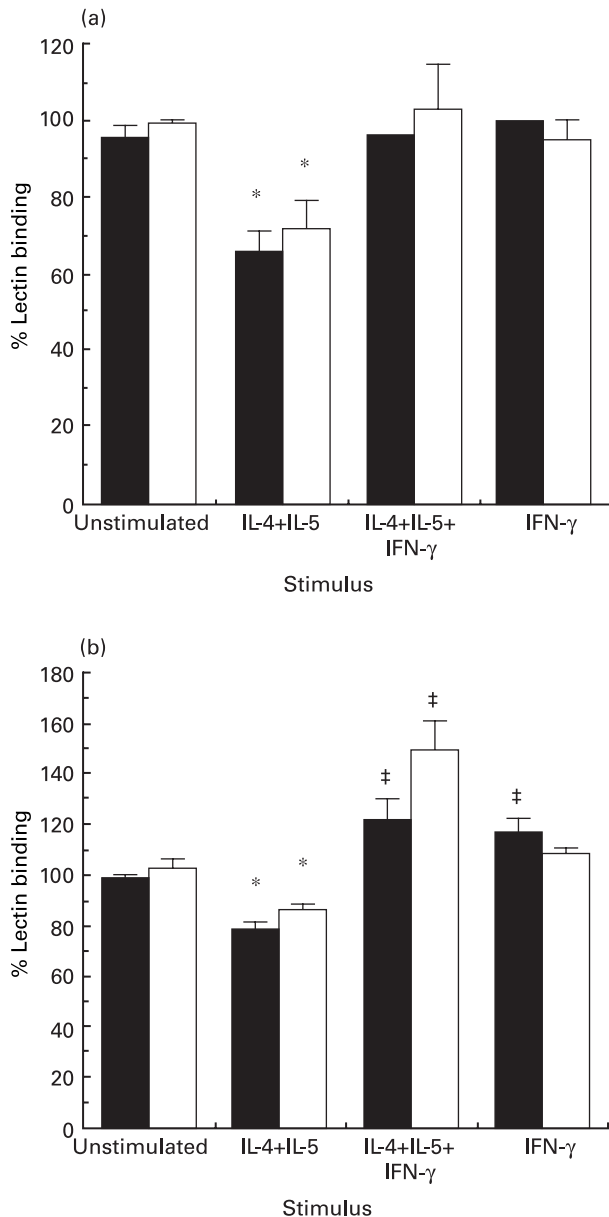 (a)
120
100
80
60
40
20
0
% Lectin binding
* *
Unstimulated IL-4+IL-5 IL-4+IL-5+ IFN-γ
IFN-γ
Stimulus
(b)
180
160
140
120
100
80
60
40
20
0
% Lectin binding
* * ‡ ‡ ‡
Unstimulated IL-4+IL-5 IL-4+IL-5+ IFN-γ
IFN-γ
Stimulus